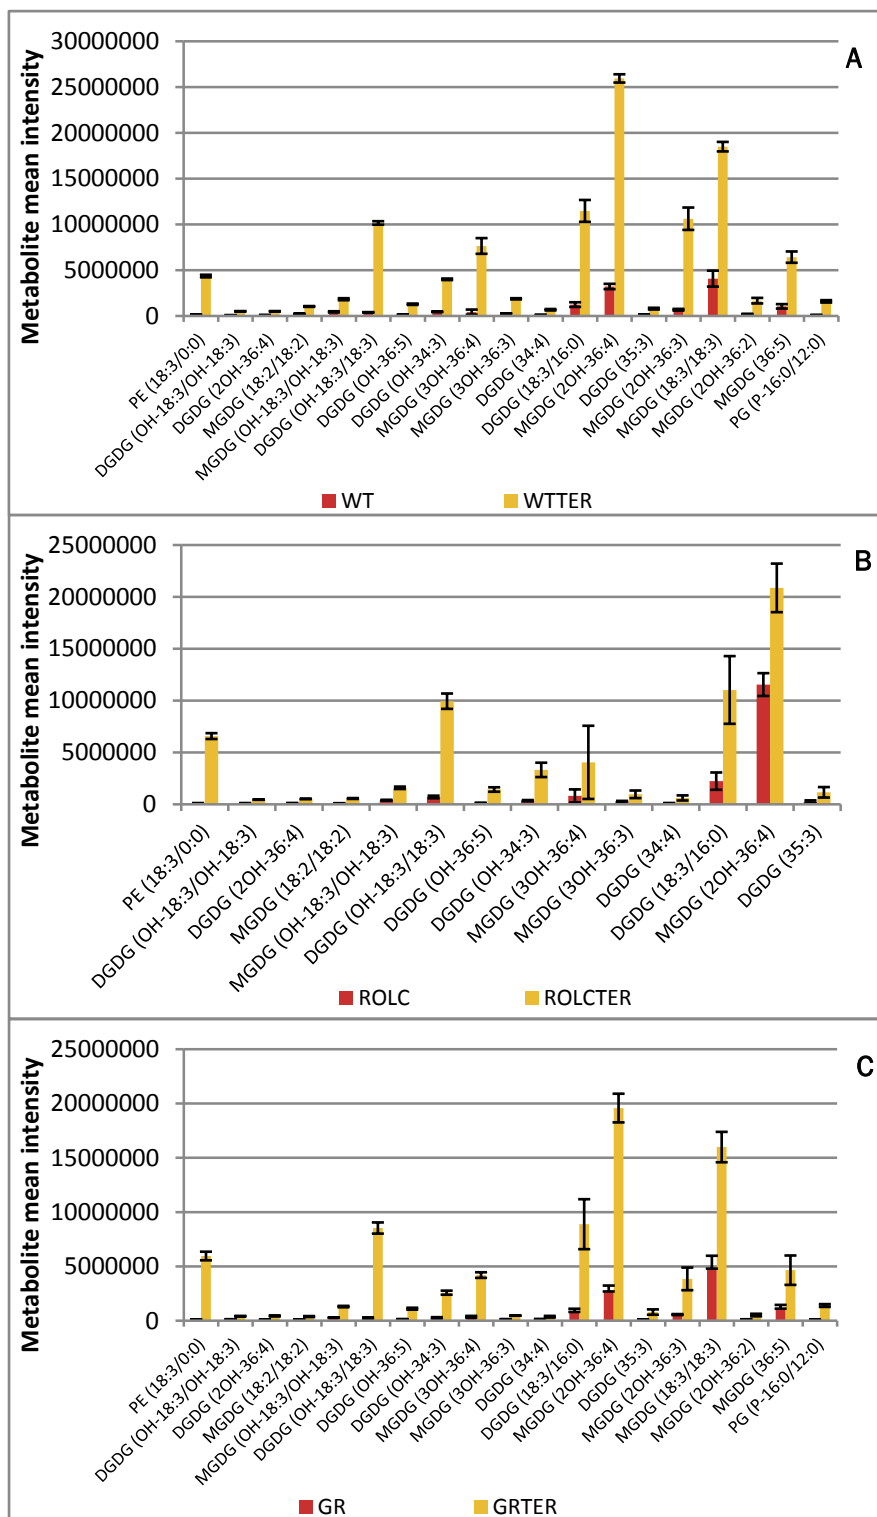 A
Metabolite mean intensity
30000000
25000000
20000000
15000000
10000000
5000000
0
PE (18:3/0:0)
DGDG (OH-18:3/OH-18:3)
DGDG (2OH-36:4)
MGDG (18:2/18:2)
MGDG (OH-18:3/OH-18:3)
DGDG (OH-18:3/18:3)
DGDG (OH-36:5)
DGDG (OH-34:3)
MGDG (3OH-36:4)
MGDG (3OH-36:3)
DGDG (34:4)
DGDG (18:3/16:0)
MGDG (2OH-36:4)
DGDG (35:3)
MGDG (2OH-36:3)
MGDG (18:3/18:3)
MGDG (2OH-36:2)
MGDG (36:5)
PG (P-16:0/12:0)
WT
WTTER
B
Metabolite mean intensity
25000000
20000000
15000000
10000000
5000000
0
PE (18:3/0:0)
DGDG (OH-18:3/OH-18:3)
DGDG (2OH-36:4)
MGDG (18:2/18:2)
MGDG (OH-18:3/OH-18:3)
DGDG (OH-18:3/18:3)
DGDG (OH-36:5)
DGDG (OH-34:3)
MGDG (3OH-36:4)
MGDG (3OH-36:3)
DGDG (34:4)
DGDG (18:3/16:0)
MGDG (2OH-36:4)
DGDG (35:3)
ROLC
ROLCTER
C
Metabolite mean intensity
25000000
20000000
15000000
10000000
5000000
0
PE (18:3/0:0)
DGDG (OH-18:3/OH-18:3)
DGDG (2OH-36:4)
MGDG (18:2/18:2)
MGDG (OH-18:3/OH-18:3)
DGDG (OH-18:3/18:3)
DGDG (OH-36:5)
DGDG (OH-34:3)
MGDG (3OH-36:4)
MGDG (3OH-36:3)
DGDG (34:4)
DGDG (18:3/16:0)
MGDG (2OH-36:4)
DGDG (35:3)
MGDG (2OH-36:3)
MGDG (18:3/18:3)
MGDG (2OH-36:2)
MGDG (36:5)
PG (P-16:0/12:0)
GR
GRTER